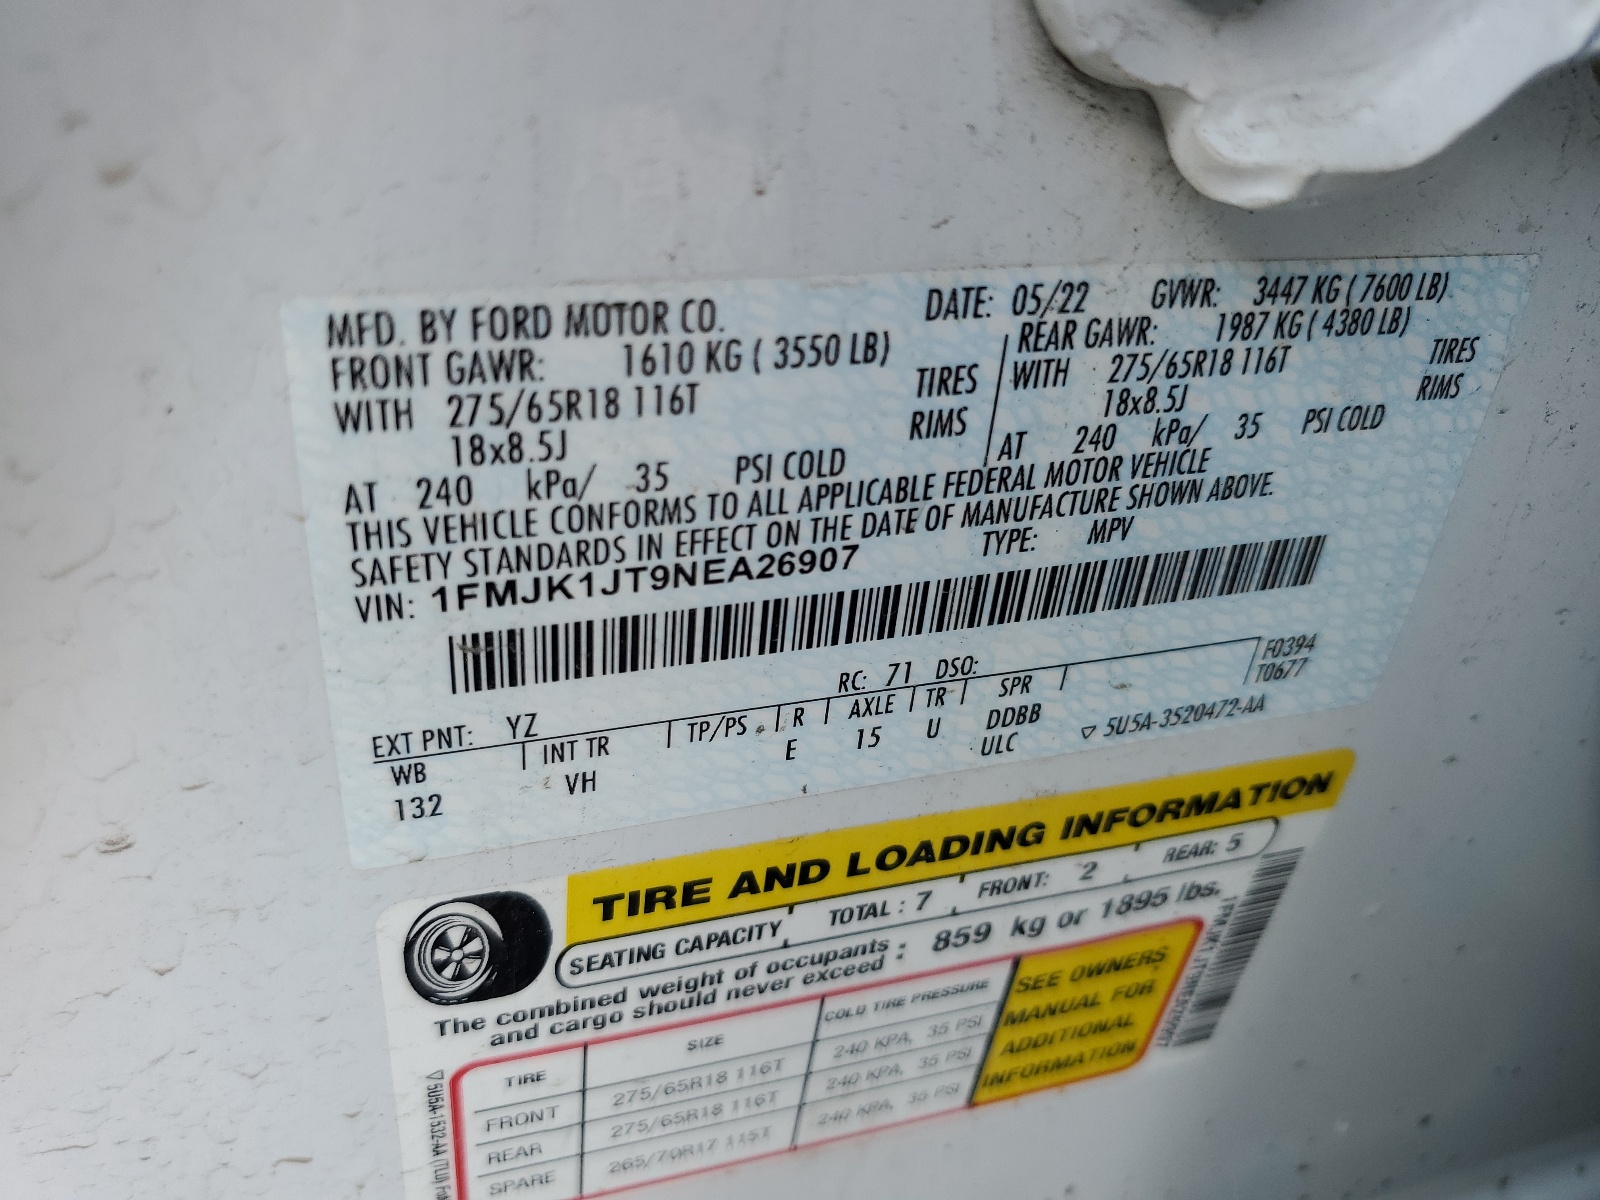 MFD. BY FORD MOTOR CO. DATE: 05/22 GVWR: 3447 KG ( 7600 LB)
FRONT GAWR: 1610 KG ( 3550 LB) REAR GAWR: 1987 KG ( 4380 LB)
WITH 275/65R18 116T TIRES WITH 275/65R18 116T TIRES
18x8.5J RIMS 18x8.5J RIMS
AT 240 kPa/ 35 PSI COLD AT 240 kPa/ 35 PSI COLD
THIS VEHICLE CONFORMS TO ALL APPLICABLE FEDERAL MOTOR VEHICLE
SAFETY STANDARDS IN EFFECT ON THE DATE OF MANUFACTURE SHOWN ABOVE.
VIN: 1FMJK1JT9NEA26907 TYPE: MPV
F0394
T0677
EXT PNT: YZ RC: 71 DSO:
WB INT TR TP/PS R AXLE TR SPR
132 VH E 15 U DDBB
ULC ▽ 5U5A-3520472-AA
TIRE AND LOADING INFORMATION
SEATING CAPACITY TOTAL : 7 FRONT: 2 REAR: 5
The combined weight of occupants
and cargo should never exceed : 859 kg or 1895 lbs.
TIRE SIZE COLD TIRE PRESSURE
FRONT 275/65R18 116T 240 KPA, 35 PSI
REAR 275/65R18 116T 240 KPA, 35 PSI
SPARE 265/70R17 115T 240 KPA, 35 PSI
SEE OWNERS
MANUAL FOR
ADDITIONAL
INFORMATION
▽ 5U5A-1532-AA (TLU)